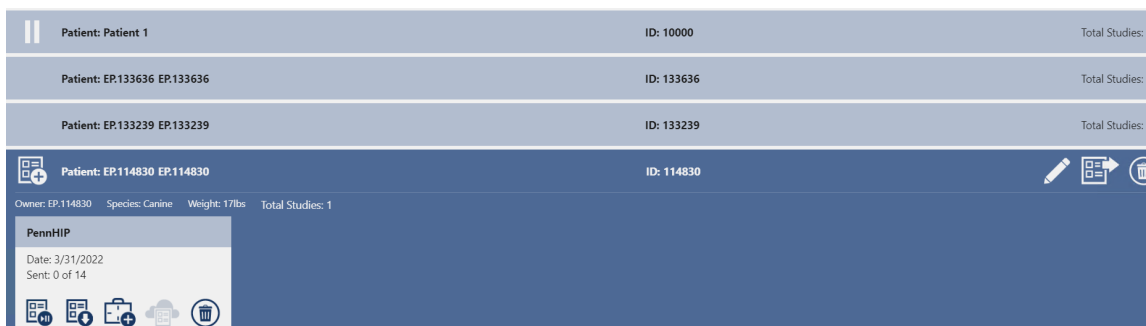 Patient: Patient 1 ID: 10000 Total Studies:
Patient: EP.133636 EP.133636 ID: 133636 Total Studies:
Patient: EP.133239 EP.133239 ID: 133239 Total Studies:
Patient: EP.114830 EP.114830 ID: 114830
Owner: EP.114830 Species: Canine Weight: 17lbs Total Studies: 1
PennHIP
Date: 3/31/2022
Sent: 0 of 14